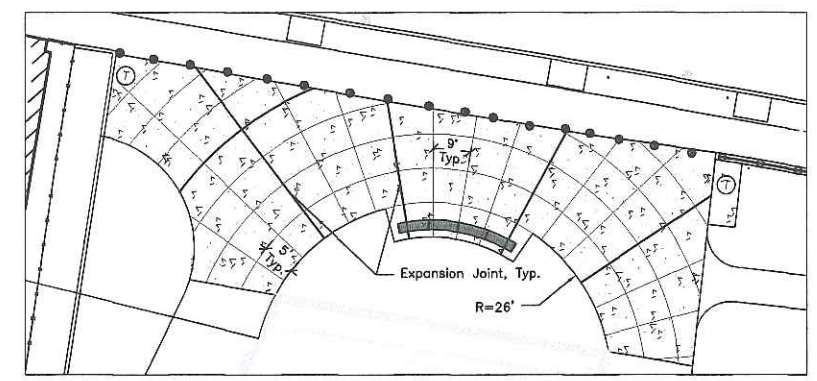 T
9'
Typ.
T
5'
Typ.
Expansion Joint, Typ.
R=26'